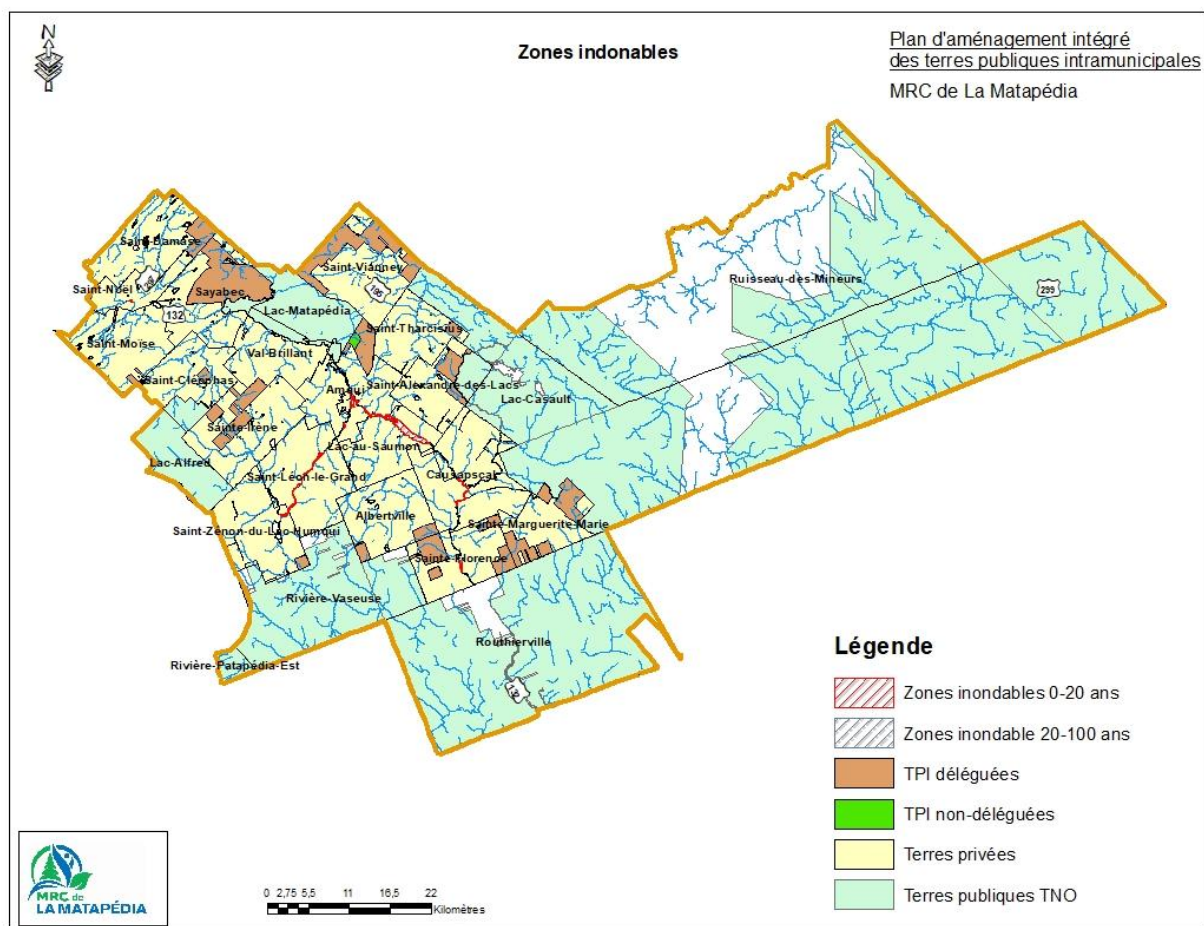 N
Zones indonables
Plan d'aménagement intégré
des terres publiques intramunicipales
MRC de La Matapédia
Saint-Damase
Saint-Vianney
Saint-Noël
Sayabec
195
132
Lac-Matapédia
Ruisseau-des-Mineurs
299
Saint-Moïse
Val-Brillant
Saint-Tharcisius
Saint-Cléophas
Amqui
Saint-Alexandre-des-Lacs
Lac-Casault
Sainte-Irène
Lac-au-Saumon
Lac-Alfred
Saint-Léon-le-Grand
Causapscal
Albertville
Saint-Zénon-du-Lac-Humqui
Sainte-Marguerite-Marie
Sainte-Florence
Rivière-Vaseuse
Routhierville
Rivière-Patapédia-Est
132
Légende
Zones inondables 0-20 ans
Zones inondable 20-100 ans
TPI déléguées
TPI non-déléguées
Terres privées
Terres publiques TNO
MRC de
LA MATAPÉDIA
0 2,75 5,5 11 16,5 22
Kilomètres